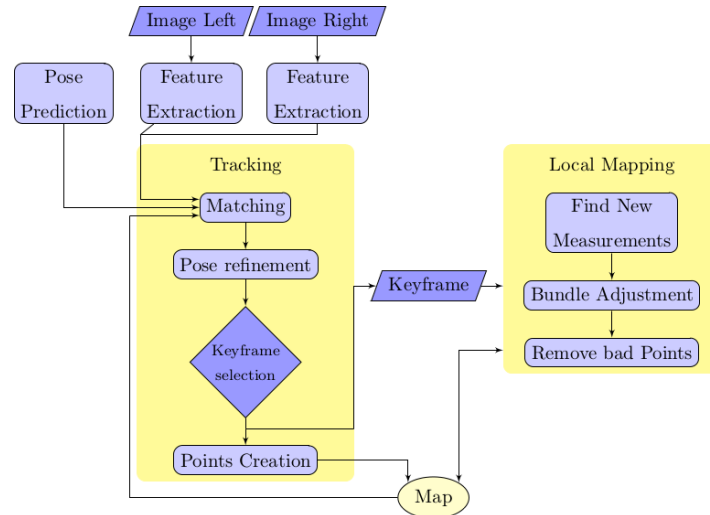 Image Left
Image Right
Pose
Prediction
Feature
Extraction
Feature
Extraction
Tracking
Matching
Pose refinement
Keyframe
selection
Points Creation
Keyframe
Map
Local Mapping
Find New
Measurements
Bundle Adjustment
Remove bad Points